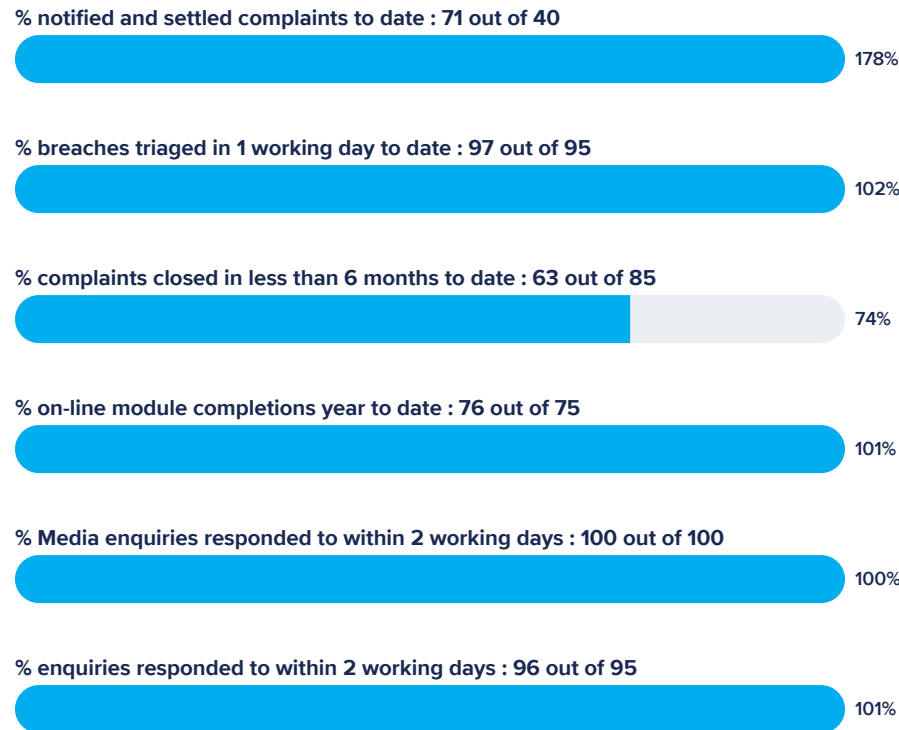 % notified and settled complaints to date : 71 out of 40
178%
% breaches triaged in 1 working day to date : 97 out of 95
102%
% complaints closed in less than 6 months to date : 63 out of 85
74%
% on-line module completions year to date : 76 out of 75
101%
% Media enquiries responded to within 2 working days : 100 out of 100
100%
% enquiries responded to within 2 working days : 96 out of 95
101%